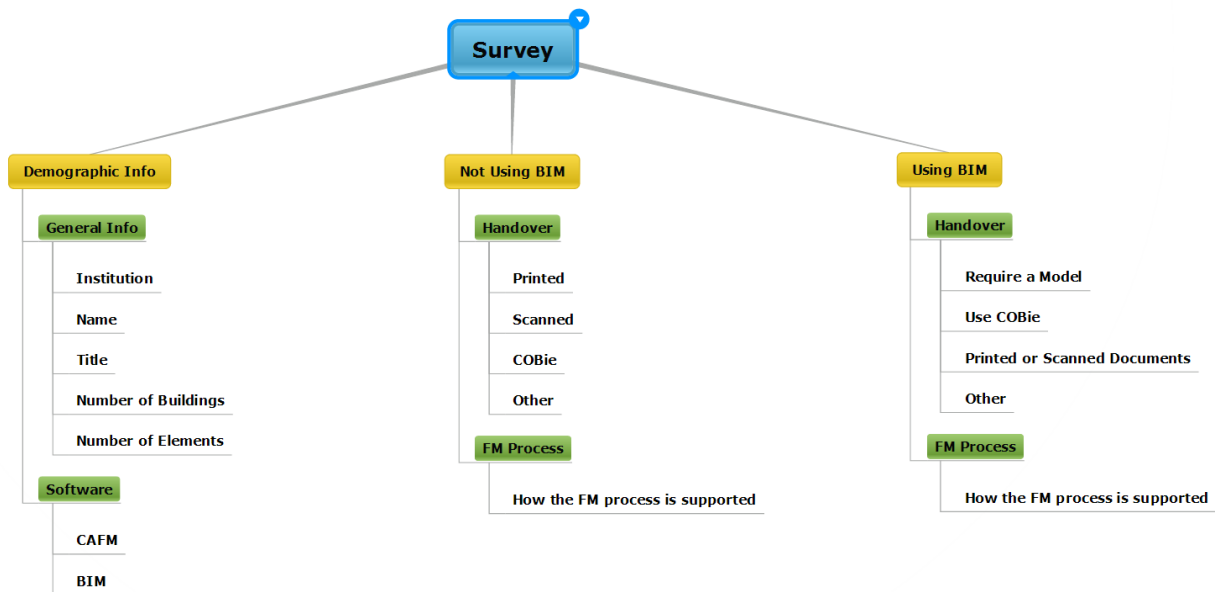 Survey
Demographic Info
General Info
Institution
Name
Title
Number of Buildings
Number of Elements
Software
CAFM
BIM
Not Using BIM
Handover
Printed
Scanned
COBie
Other
FM Process
How the FM process is supported
Using BIM
Handover
Require a Model
Use COBie
Printed or Scanned Documents
Other
FM Process
How the FM process is supported